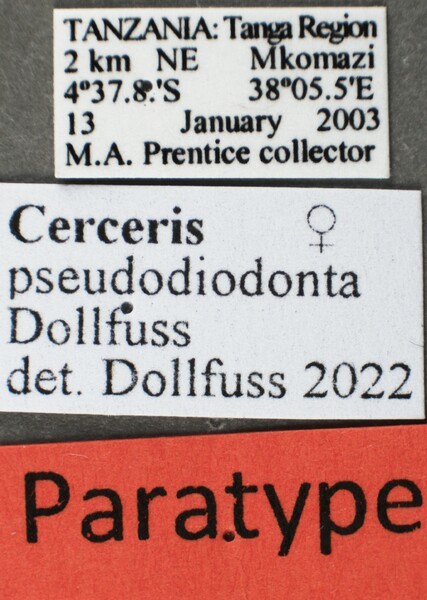 TANZANIA: Tanga Region
2 km NE Mkomazi
4°37.8.'S 38°05.5'E
13 January 2003
M.A. Prentice collector
Cerceris ♀
pseudodiodonta
Dollfuss
det. Dollfuss 2022
Paratype